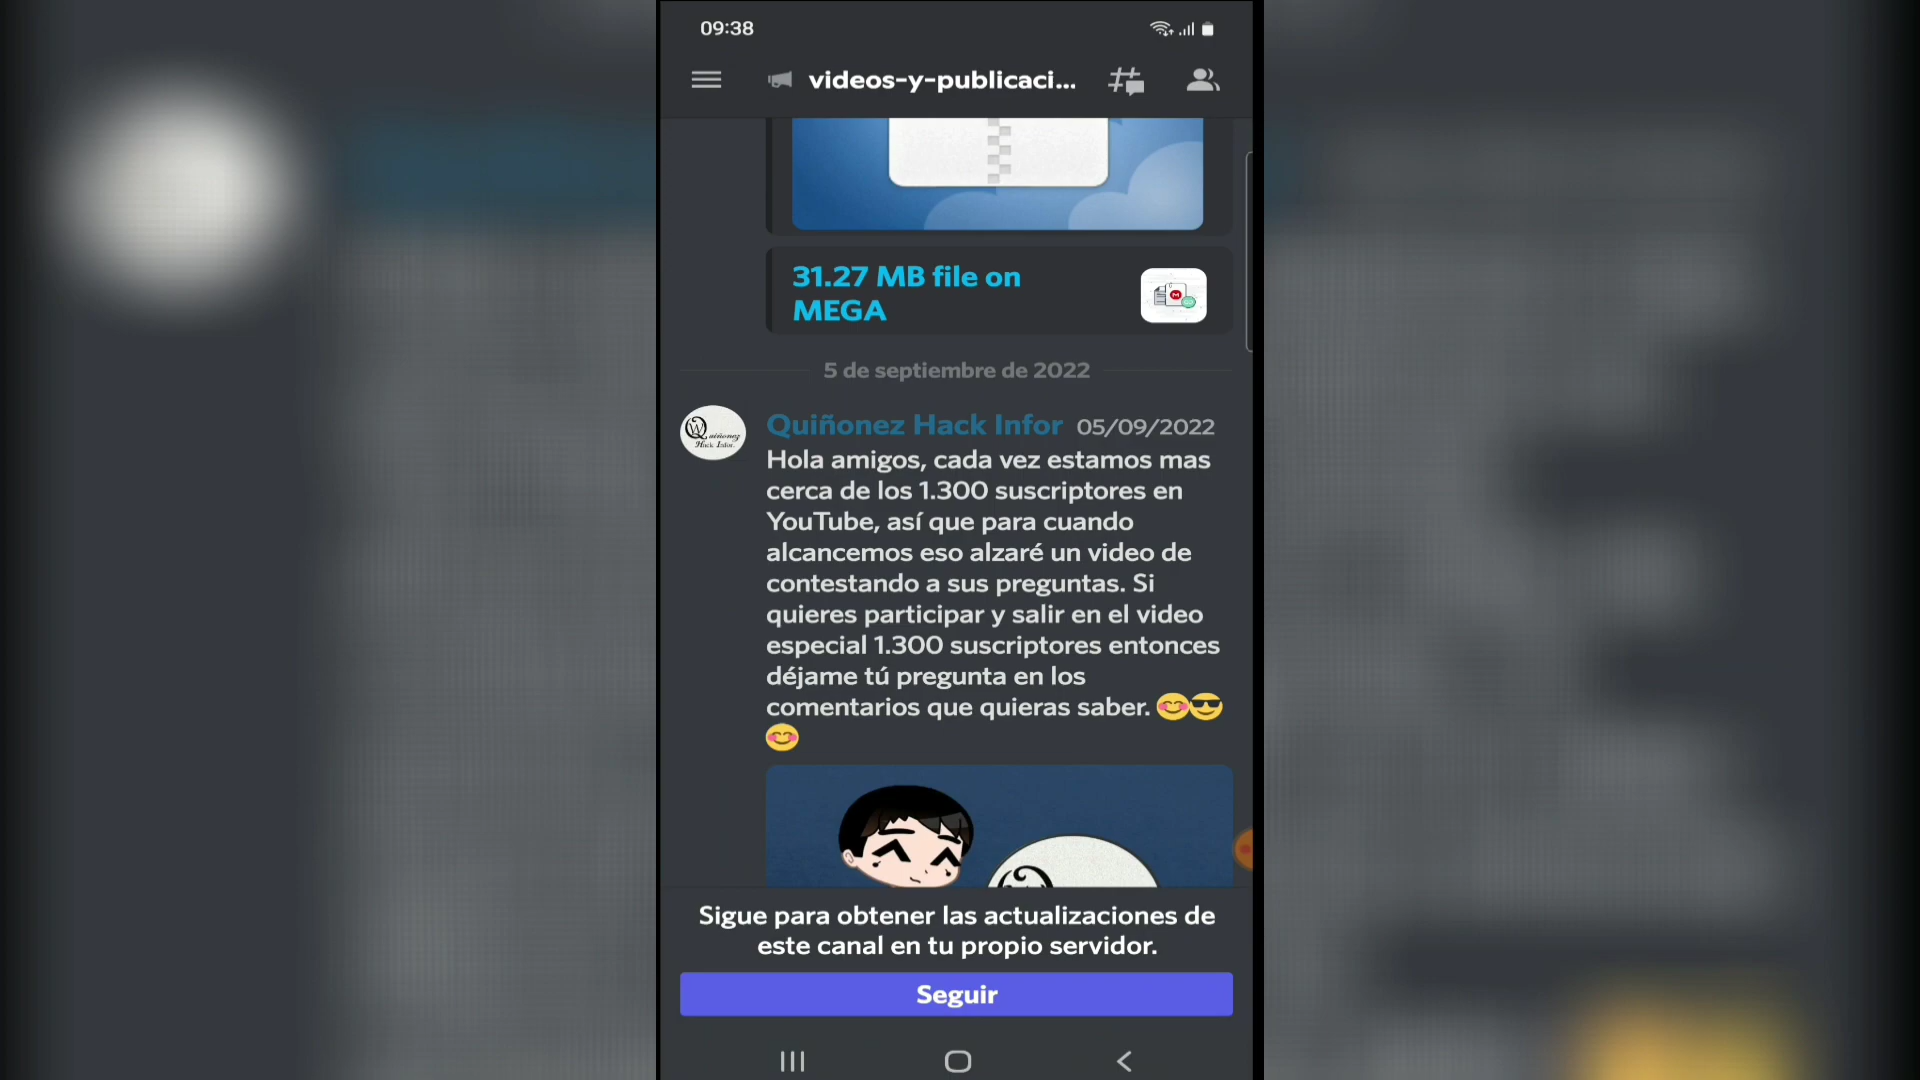 09:38
videos-y-publicaci...
31.27 MB file on
MEGA
5 de septiembre de 2022
Quiñonez Hack Infor 05/09/2022
Hola amigos, cada vez estamos mas
cerca de los 1.300 suscriptores en
YouTube, así que para cuando
alcancemos eso alzaré un video de
contestando a sus preguntas. Si
quieres participar y salir en el video
especial 1.300 suscriptores entonces
déjame tú pregunta en los
comentarios que quieras saber. 😊😎
😊
Quiñonez
Hack Infor.
Sigue para obtener las actualizaciones de
este canal en tu propio servidor.
Seguir